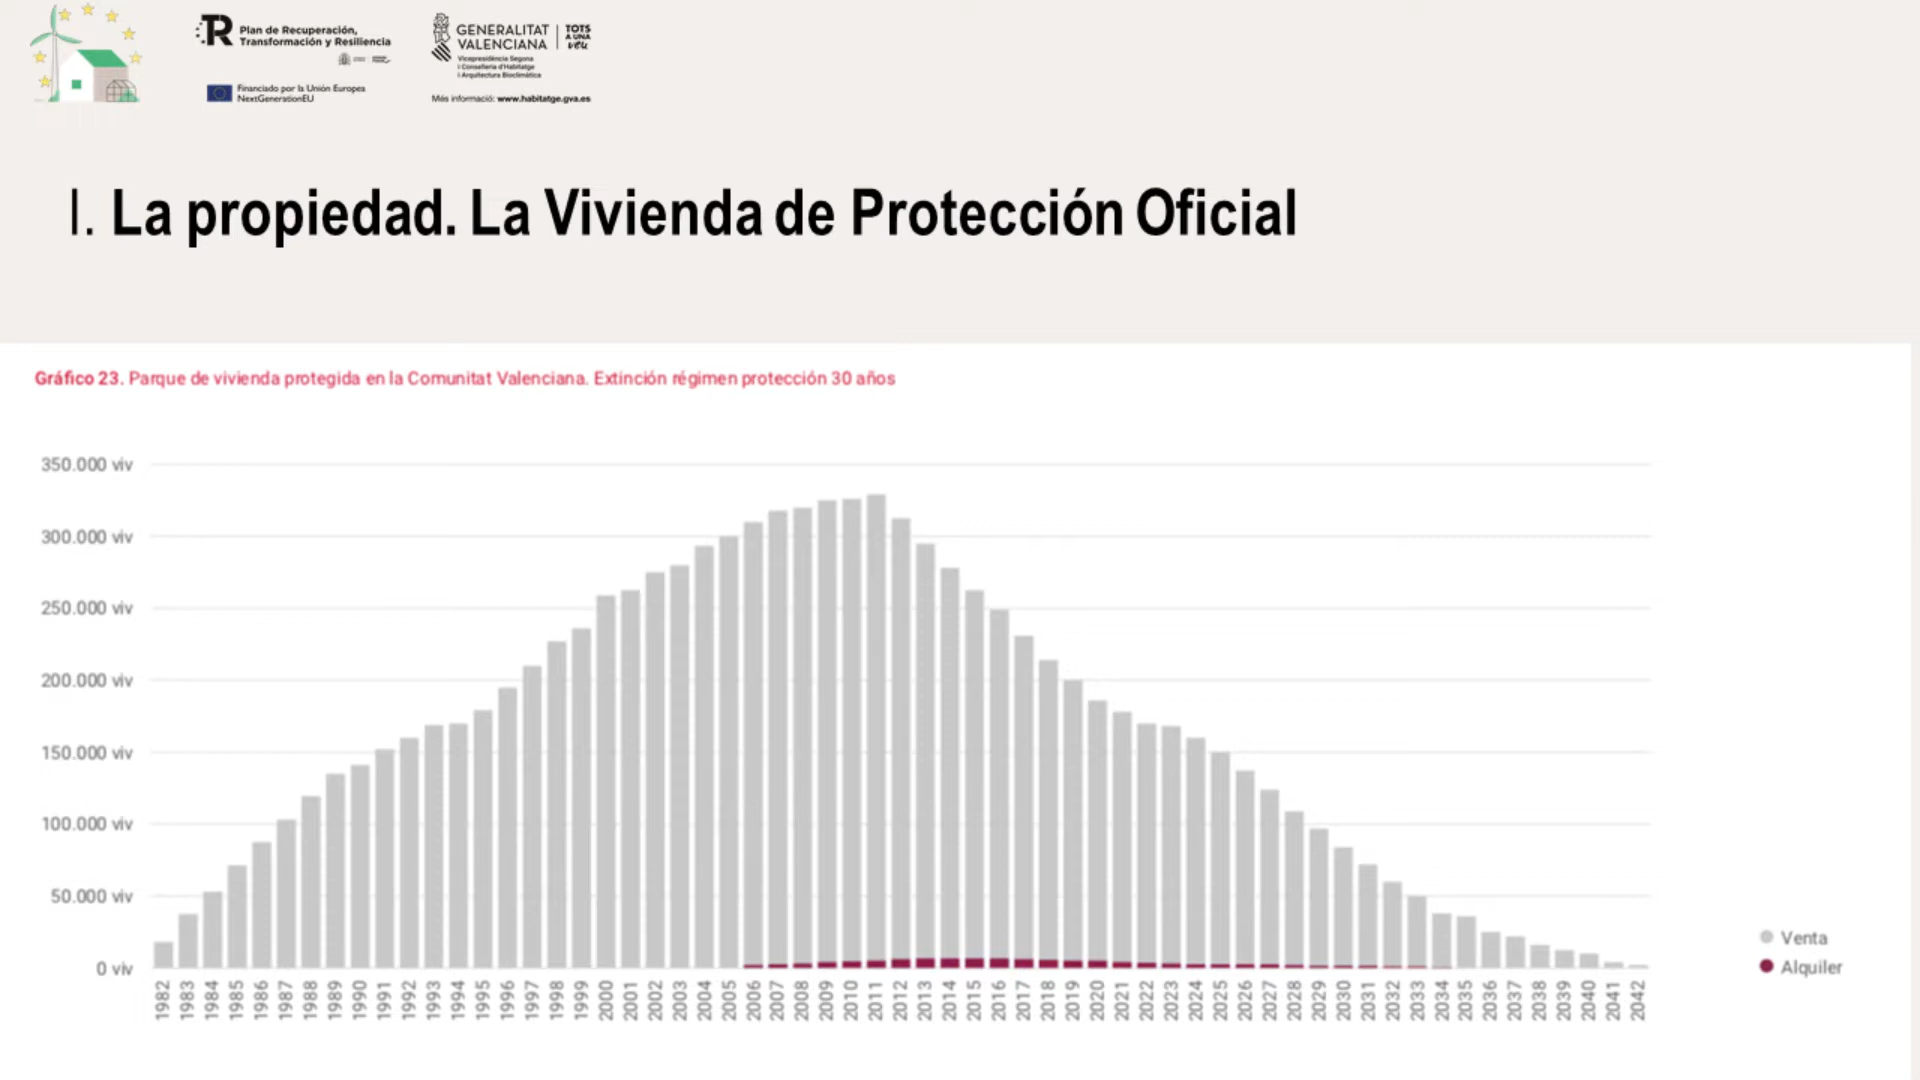 Plan de Recuperación,
Transformación y Resiliencia
Financiado por la Unión Europea
NextGenerationEU
GENERALITAT
VALENCIANA
Vicepresidència Segona
i Conselleria d'Habitatge
i Arquitectura Bioclimàtica
TOTS
A UNA
veu
Més informació: www.habitatge.gva.es
I. La propiedad. La Vivienda de Protección Oficial
Gráfico 23. Parque de vivienda protegida en la Comunitat Valenciana. Extinción régimen protección 30 años
350.000 viv
300.000 viv
250.000 viv
200.000 viv
150.000 viv
100.000 viv
50.000 viv
0 viv
1982 1983 1984 1985 1986 1987 1988 1989 1990 1991 1992 1993 1994 1995 1996 1997 1998 1999 2000 2001 2002 2003 2004 2005 2006 2007 2008 2009 2010 2011 2012 2013 2014 2015 2016 2017 2018 2019 2020 2021 2022 2023 2024 2025 2026 2027 2028 2029 2030 2031 2032 2033 2034 2035 2036 2037 2038 2039 2040 2041 2042
Venta
Alquiler